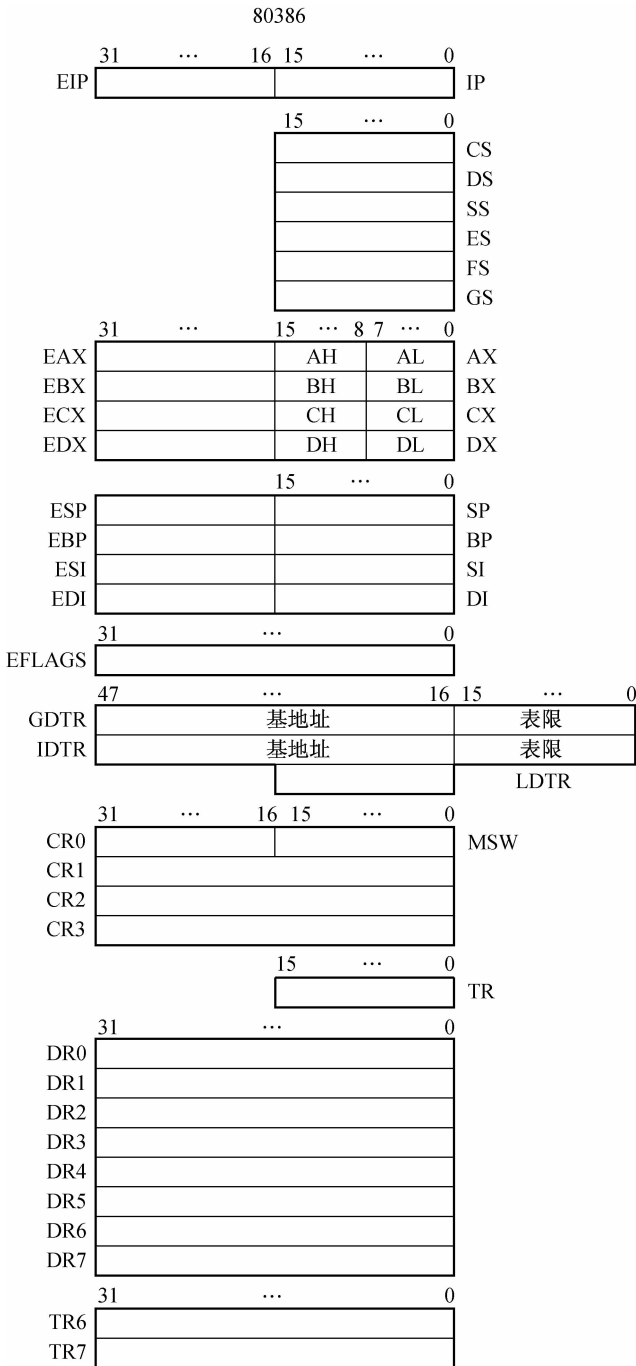 80386
31 … 16 15 … 0
EIP IP
15 … 0
CS
DS
SS
ES
FS
GS
31 … 15 … 8 7 … 0
EAX AH AL AX
EBX BH BL BX
ECX CH CL CX
EDX DH DL DX
15 … 0
ESP SP
EBP BP
ESI SI
EDI DI
31 … 0
EFLAGS
47 … 16 15 … 0
GDTR 基地址 表限
IDTR 基地址 表限
LDTR
31 … 16 15 … 0
CR0 MSW
CR1
CR2
CR3
15 … 0
TR
31 … 0
DR0
DR1
DR2
DR3
DR4
DR5
DR6
DR7
31 … 0
TR6
TR7